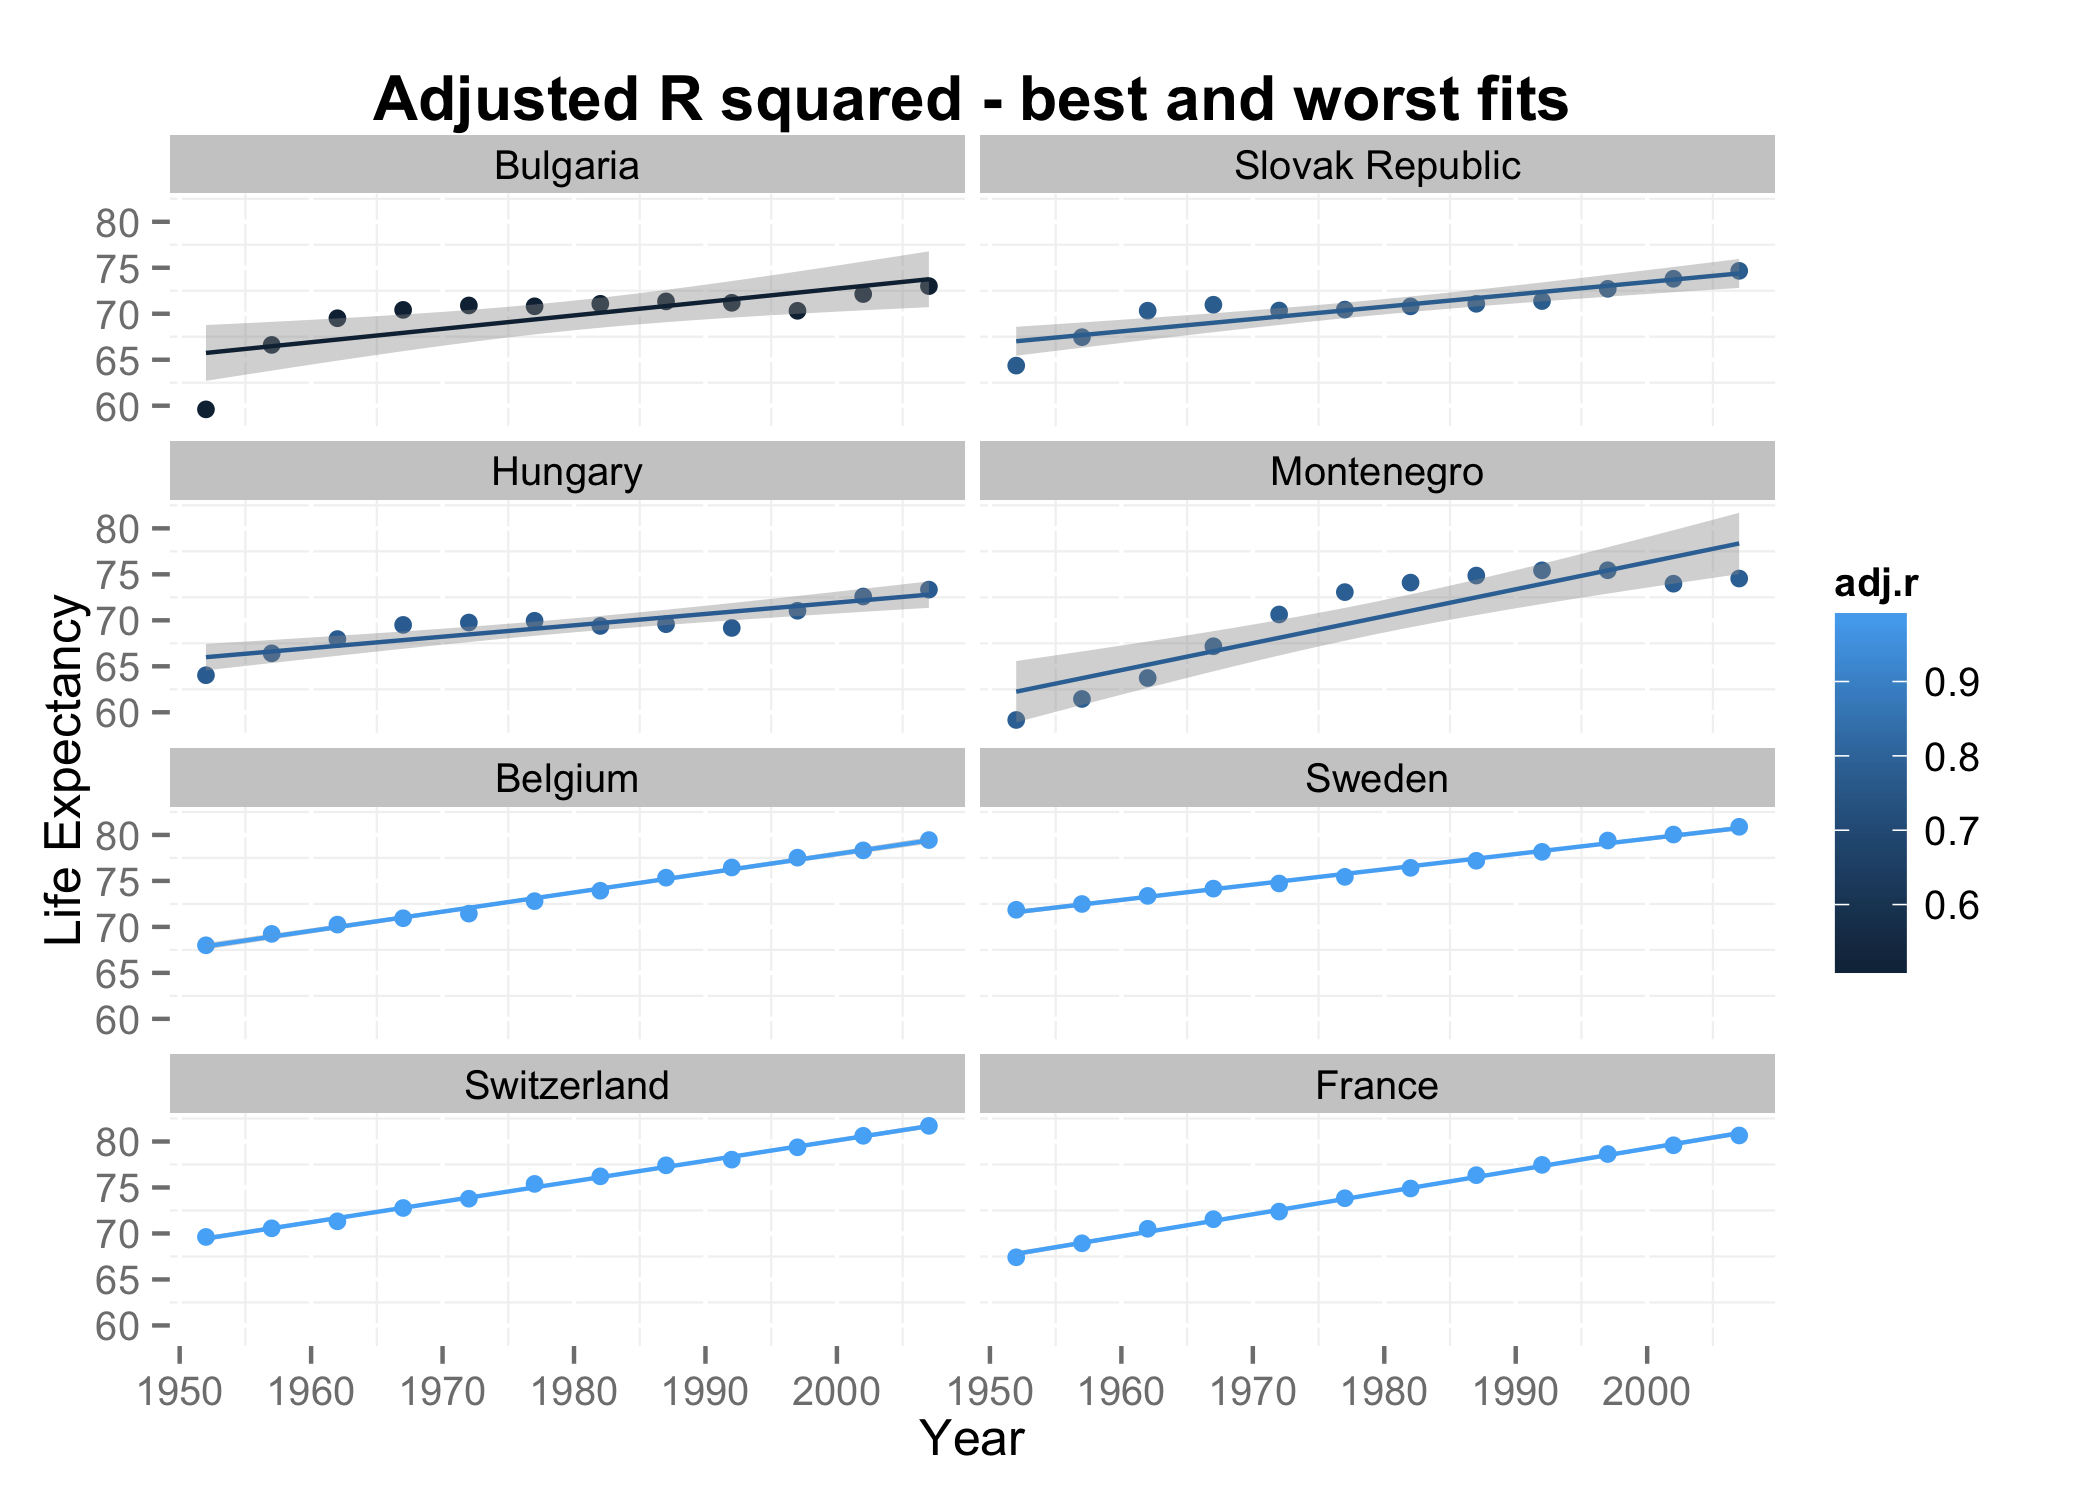 Adjusted R squared - best and worst fits
Bulgaria
Slovak Republic
80
75
70
65
60
Hungary
Montenegro
80
75
70
65
60
Life Expectancy
Belgium
Sweden
80
75
70
65
60
Switzerland
France
80
75
70
65
60
1950 1960 1970 1980 1990 2000 1950 1960 1970 1980 1990 2000
Year
adj.r
0.9
0.8
0.7
0.6